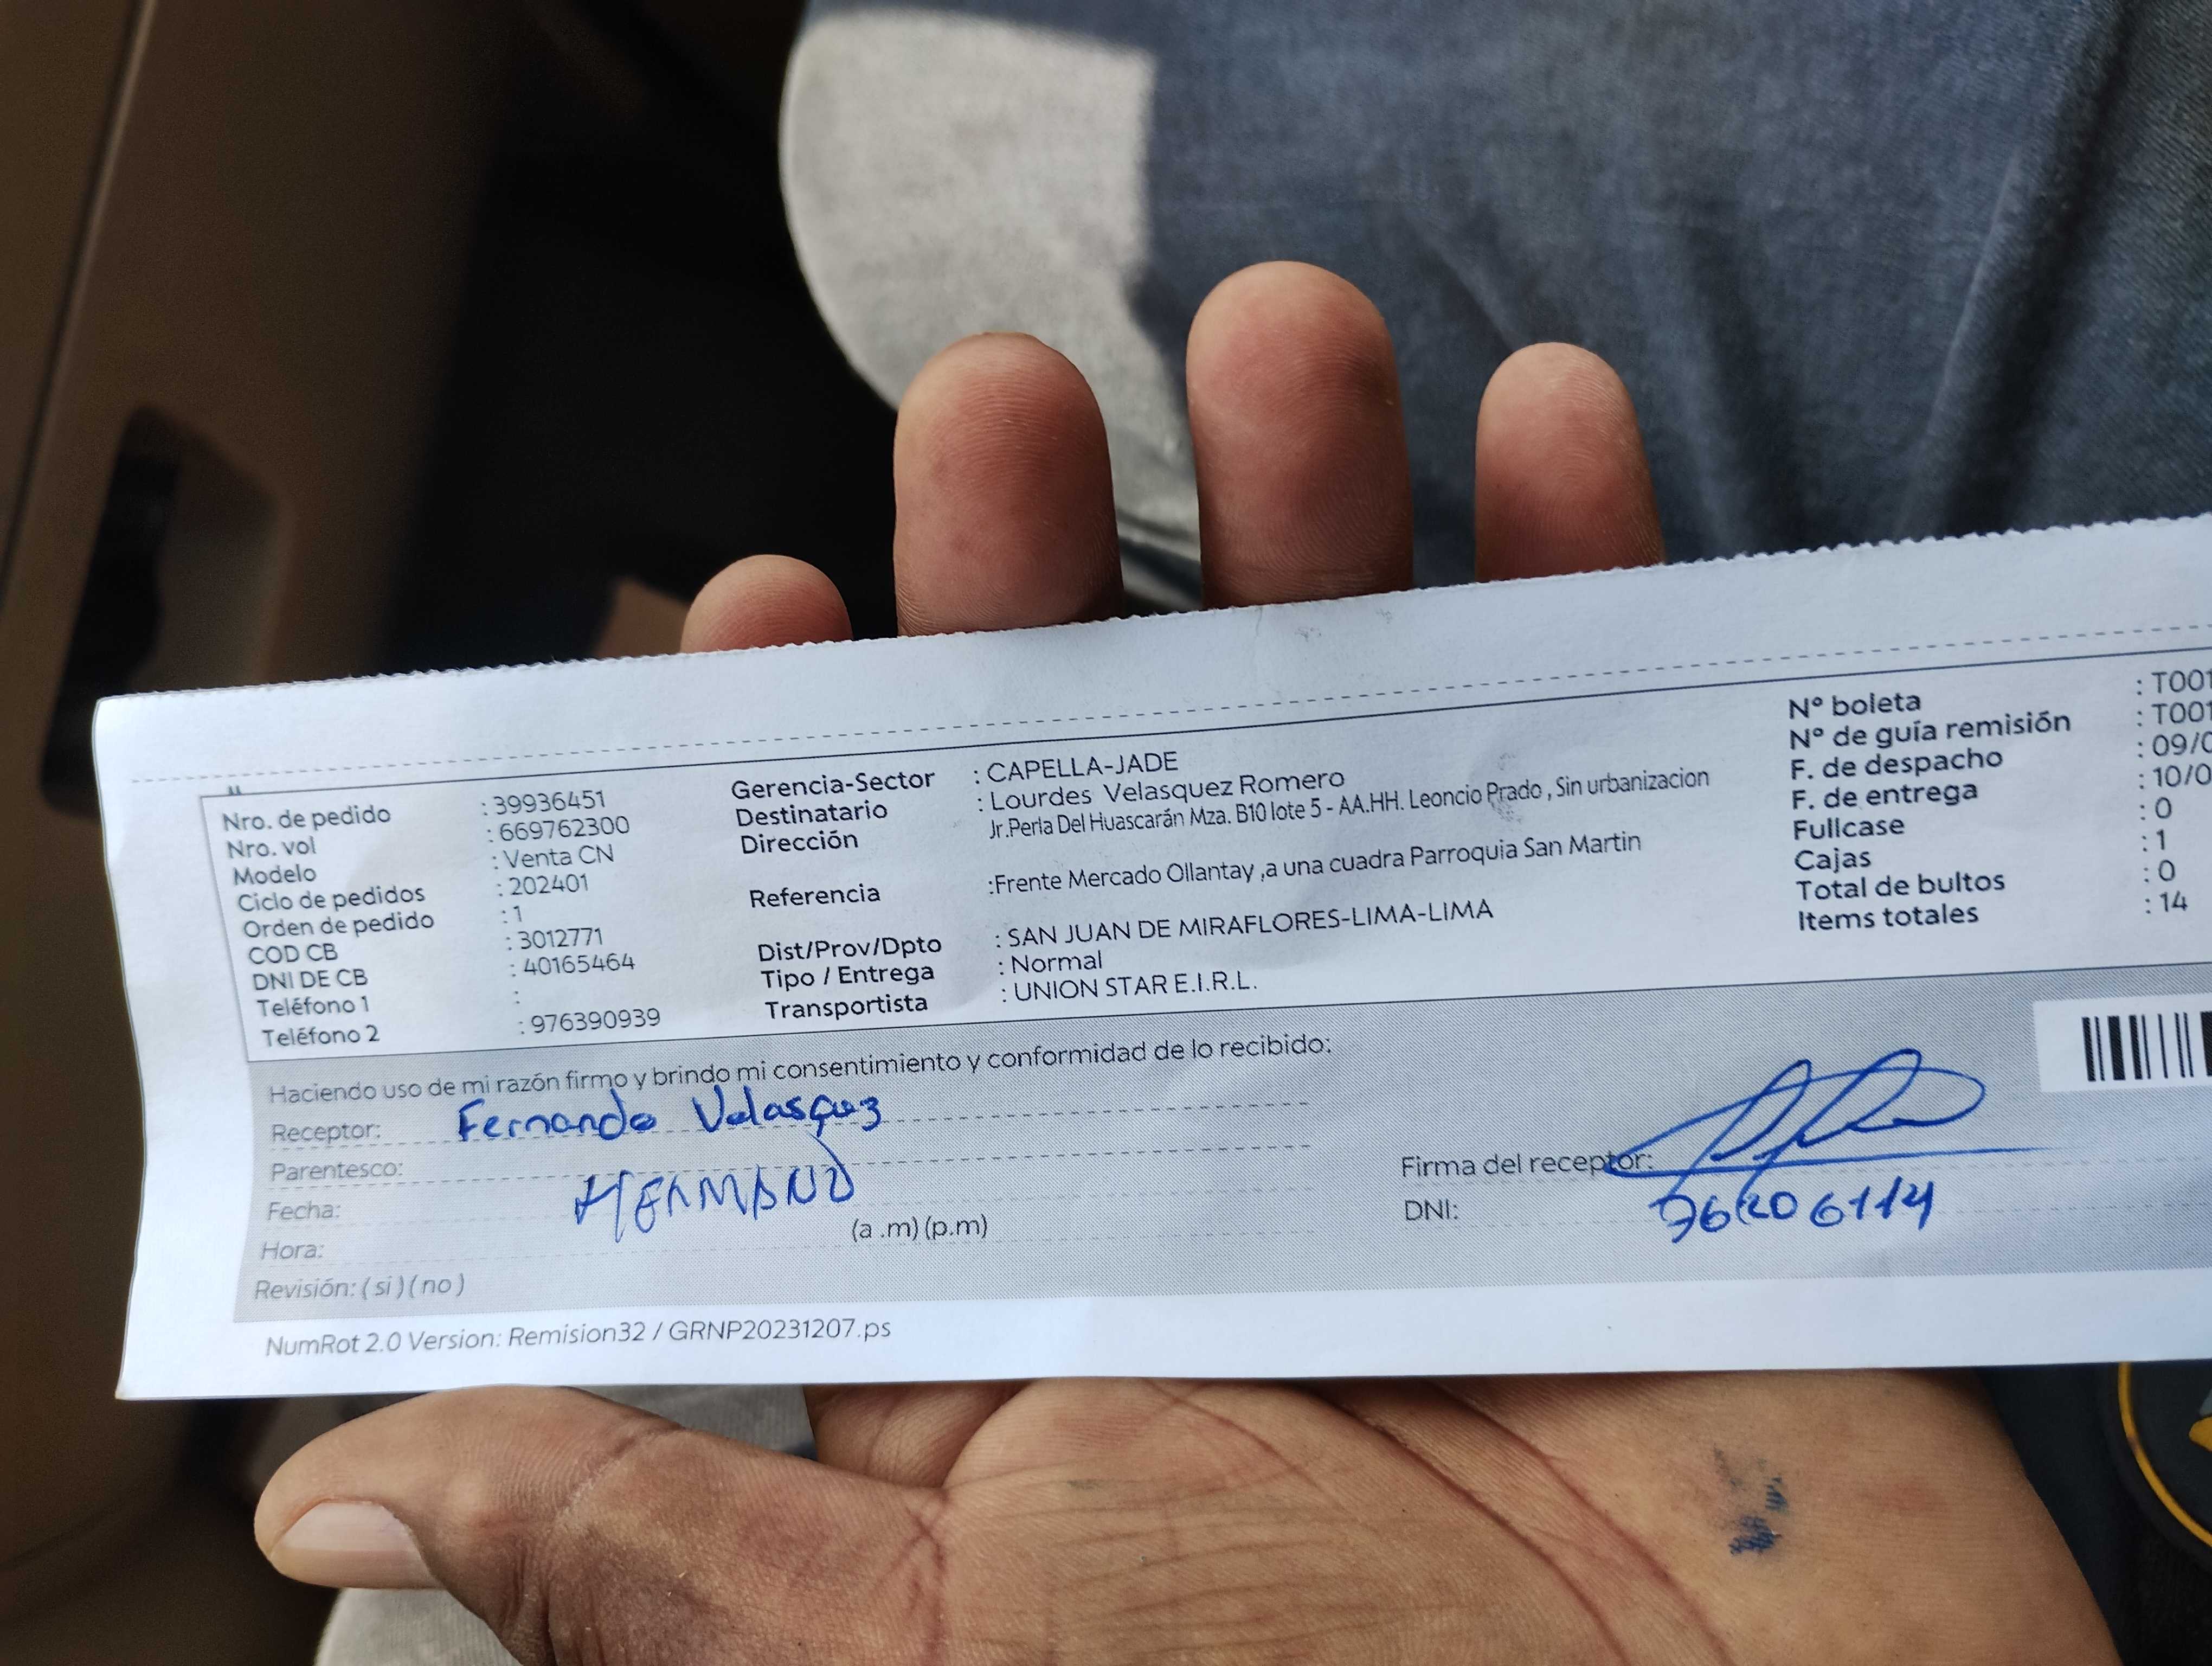 Nro. de pedido : 39936451
Nro. vol : 669762300
Modelo : Venta CN
Ciclo de pedidos : 202401
Orden de pedido : 1
COD CB : 3012771
DNI DE CB : 40165464
Teléfono 1 :
Teléfono 2 : 976390939
Gerencia-Sector : CAPELLA-JADE
Destinatario : Lourdes Velasquez Romero
Dirección Jr.Perla Del Huascarán Mza. B10 lote 5 - AA.HH. Leoncio Prado , Sin urbanizacion
Referencia :Frente Mercado Ollantay ,a una cuadra Parroquia San Martin
Dist/Prov/Dpto : SAN JUAN DE MIRAFLORES-LIMA-LIMA
Tipo / Entrega : Normal
Transportista : UNION STAR E.I.R.L.
N° boleta : T001
N° de guía remisión : T001
F. de despacho : 09/0
F. de entrega : 10/0
Fullcase : 0
Cajas : 1
Total de bultos : 0
Items totales : 14
Haciendo uso de mi razón firmo y brindo mi consentimiento y conformidad de lo recibido:
Receptor: Fernando Velasquez
Parentesco: HERMANO
Fecha:
Hora: (a .m) (p.m)
Revisión: ( si ) ( no )
Firma del receptor:
DNI:
NumRot 2.0 Version: Remision32 / GRNP20231207.ps